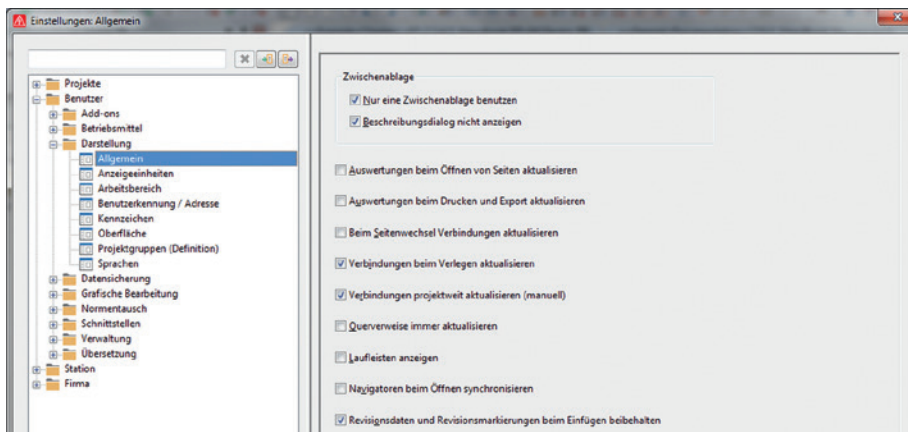 Einstellungen: Allgemein
Projekte
Benutzer
Add-ons
Betriebsmittel
Darstellung
Allgemein
Anzeigeeinheiten
Arbeitsbereich
Benutzerkennung / Adresse
Kennzeichen
Oberfläche
Projektgruppen (Definition)
Sprachen
Datensicherung
Grafische Bearbeitung
Normentausch
Schnittstellen
Verwaltung
Übersetzung
Station
Firma
Zwischenablage
Nur eine Zwischenablage benutzen
Beschreibungsdialog nicht anzeigen
Auswertungen beim Öffnen von Seiten aktualisieren
Auswertungen beim Drucken und Export aktualisieren
Beim Seitenwechsel Verbindungen aktualisieren
Verbindungen beim Verlegen aktualisieren
Verbindungen projektweit aktualisieren (manuell)
Querverweise immer aktualisieren
Laufleisten anzeigen
Navigatoren beim Öffnen synchronisieren
Revisionsdaten und Revisionsmarkierungen beim Einfügen beibehalten